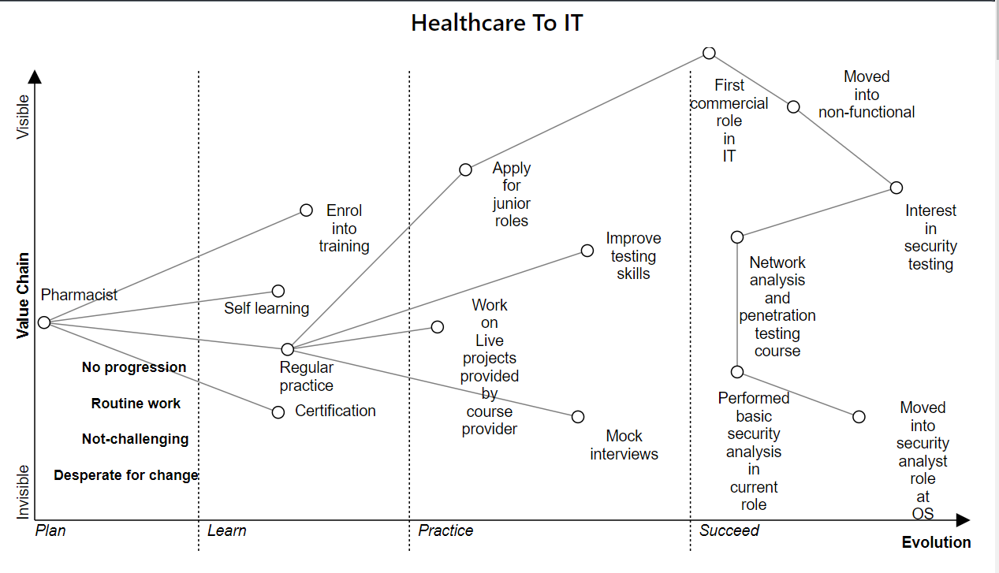 Healthcare To IT
Visible
Value Chain
Invisible
Pharmacist
No progression
Routine work
Not-challenging
Desperate for change
Enrol
into
training
Self learning
Regular
practice
Certification
Apply
for
junior
roles
Improve
testing
skills
Work
on
Live
projects
provided
by
course
provider
Mock
interviews
First
commercial
role
in
IT
Moved
into
non-functional
Interest
in
security
testing
Network
analysis
and
penetration
testing
course
Performed
basic
security
analysis
in
current
role
Moved
into
security
analyst
role
at
OS
Plan
Learn
Practice
Succeed
Evolution